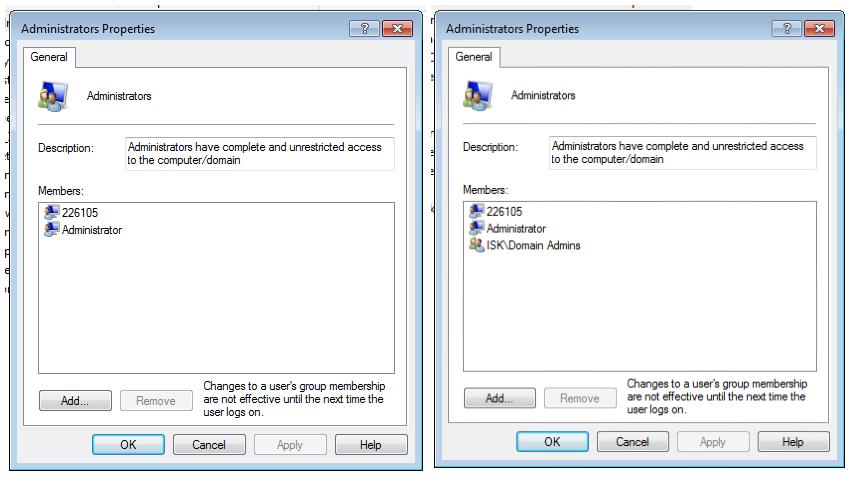 Administrators Properties
General
Administrators
Description:
Administrators have complete and unrestricted access
to the computer/domain
Members:
226105
Administrator
Add...
Remove
Changes to a user's group membership
are not effective until the next time the
user logs on.
OK
Cancel
Apply
Help
Administrators Properties
General
Administrators
Description:
Administrators have complete and unrestricted access
to the computer/domain
Members:
226105
Administrator
ISK\Domain Admins
Add...
Remove
Changes to a user's group membership
are not effective until the next time the
user logs on.
OK
Cancel
Apply
Help